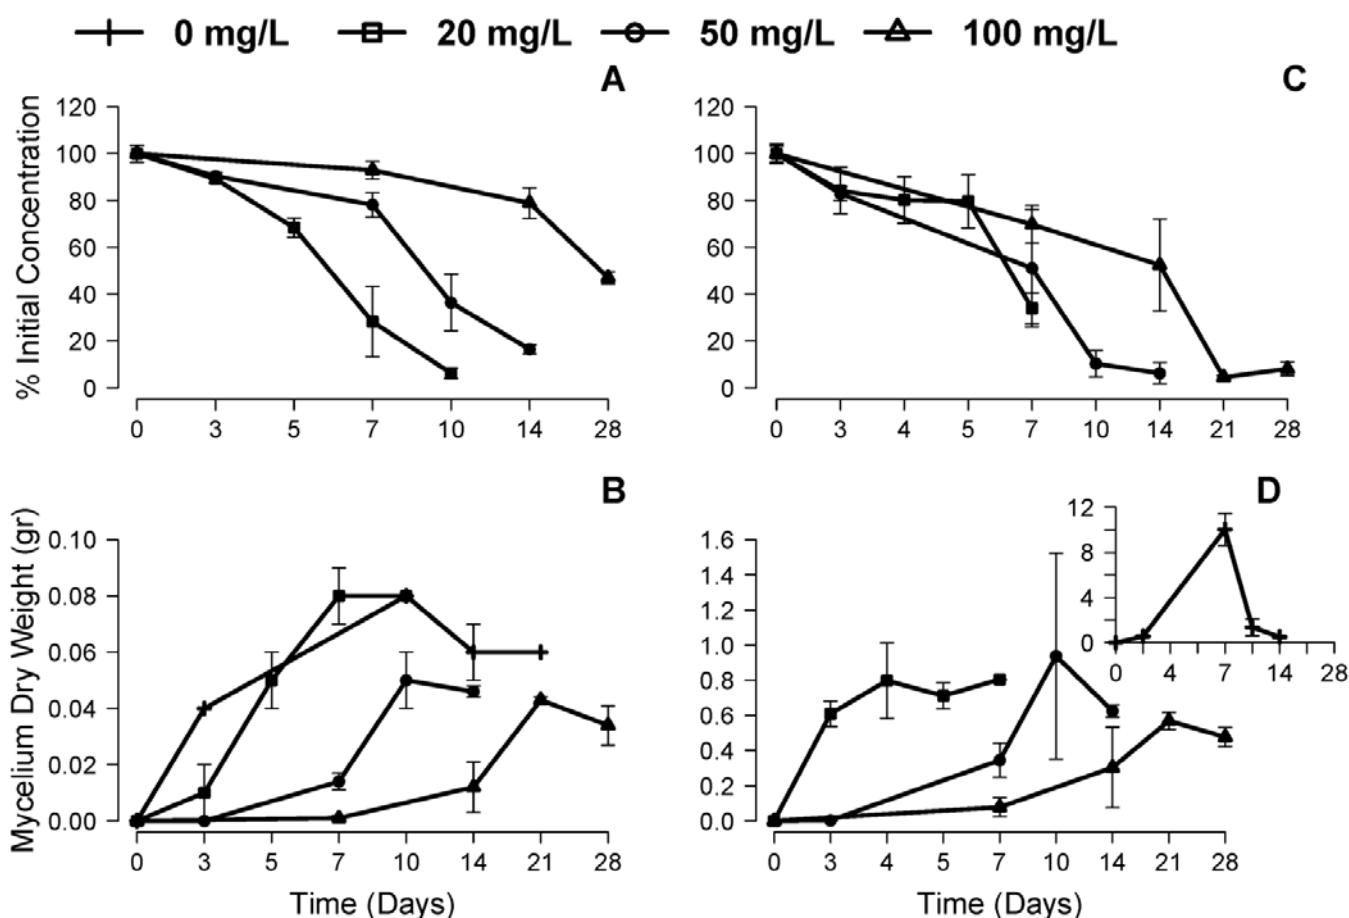 0 mg/L 20 mg/L 50 mg/L 100 mg/L
A
% Initial Concentration
120
100
80
60
40
20
0
0 3 5 7 10 14 28
C
120
100
80
60
40
20
0
0 3 4 5 7 10 14 21 28
B
Mycelium Dry Weight (gr)
0.10
0.08
0.06
0.04
0.02
0.00
0 3 5 7 10 14 21 28
Time (Days)
D
1.6
1.4
1.2
1.0
0.8
0.6
0.4
0.2
0.0
0 3 4 5 7 10 14 21 28
Time (Days)
12
8
4
0
0 4 7 14 28